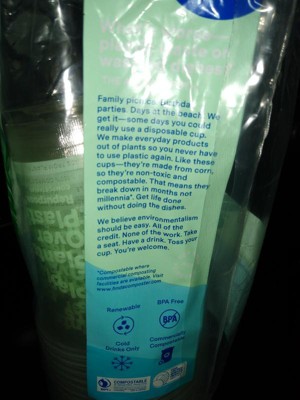 Family picnics. Birthday
parties. Days at the beach. We
get it—some days you could
really use a disposable cup.
We make everyday products
out of plants so you never have
to use plastic again. Like these
cups—they're made from corn,
so they're non-toxic and
compostable. That means they
break down in months not
millennia*. Get life done
without doing the dishes.
We believe environmentalism
should be easy. All of the
credit. None of the work. Take
a seat. Have a drink. Toss your
cup. You're welcome.
*Compostable where
commercial composting
facilities are available. Visit
www.findacomposter.com
Renewable
BPA Free
BPA
Cold
Drinks Only
Commercially
Compostable
COMPOSTABLE